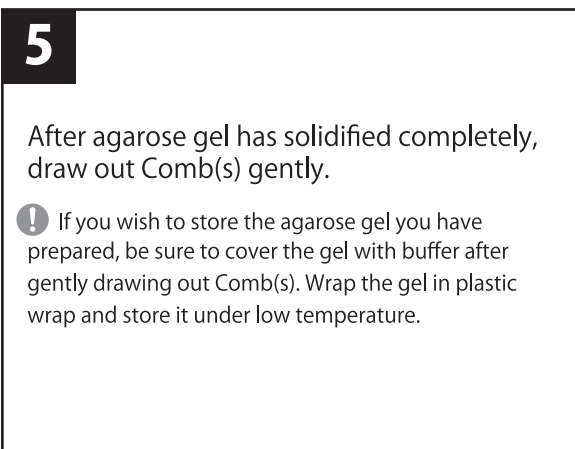 5
After agarose gel has solidified completely,
draw out Comb(s) gently.
! If you wish to store the agarose gel you have
prepared, be sure to cover the gel with buffer after
gently drawing out Comb(s). Wrap the gel in plastic
wrap and store it under low temperature.